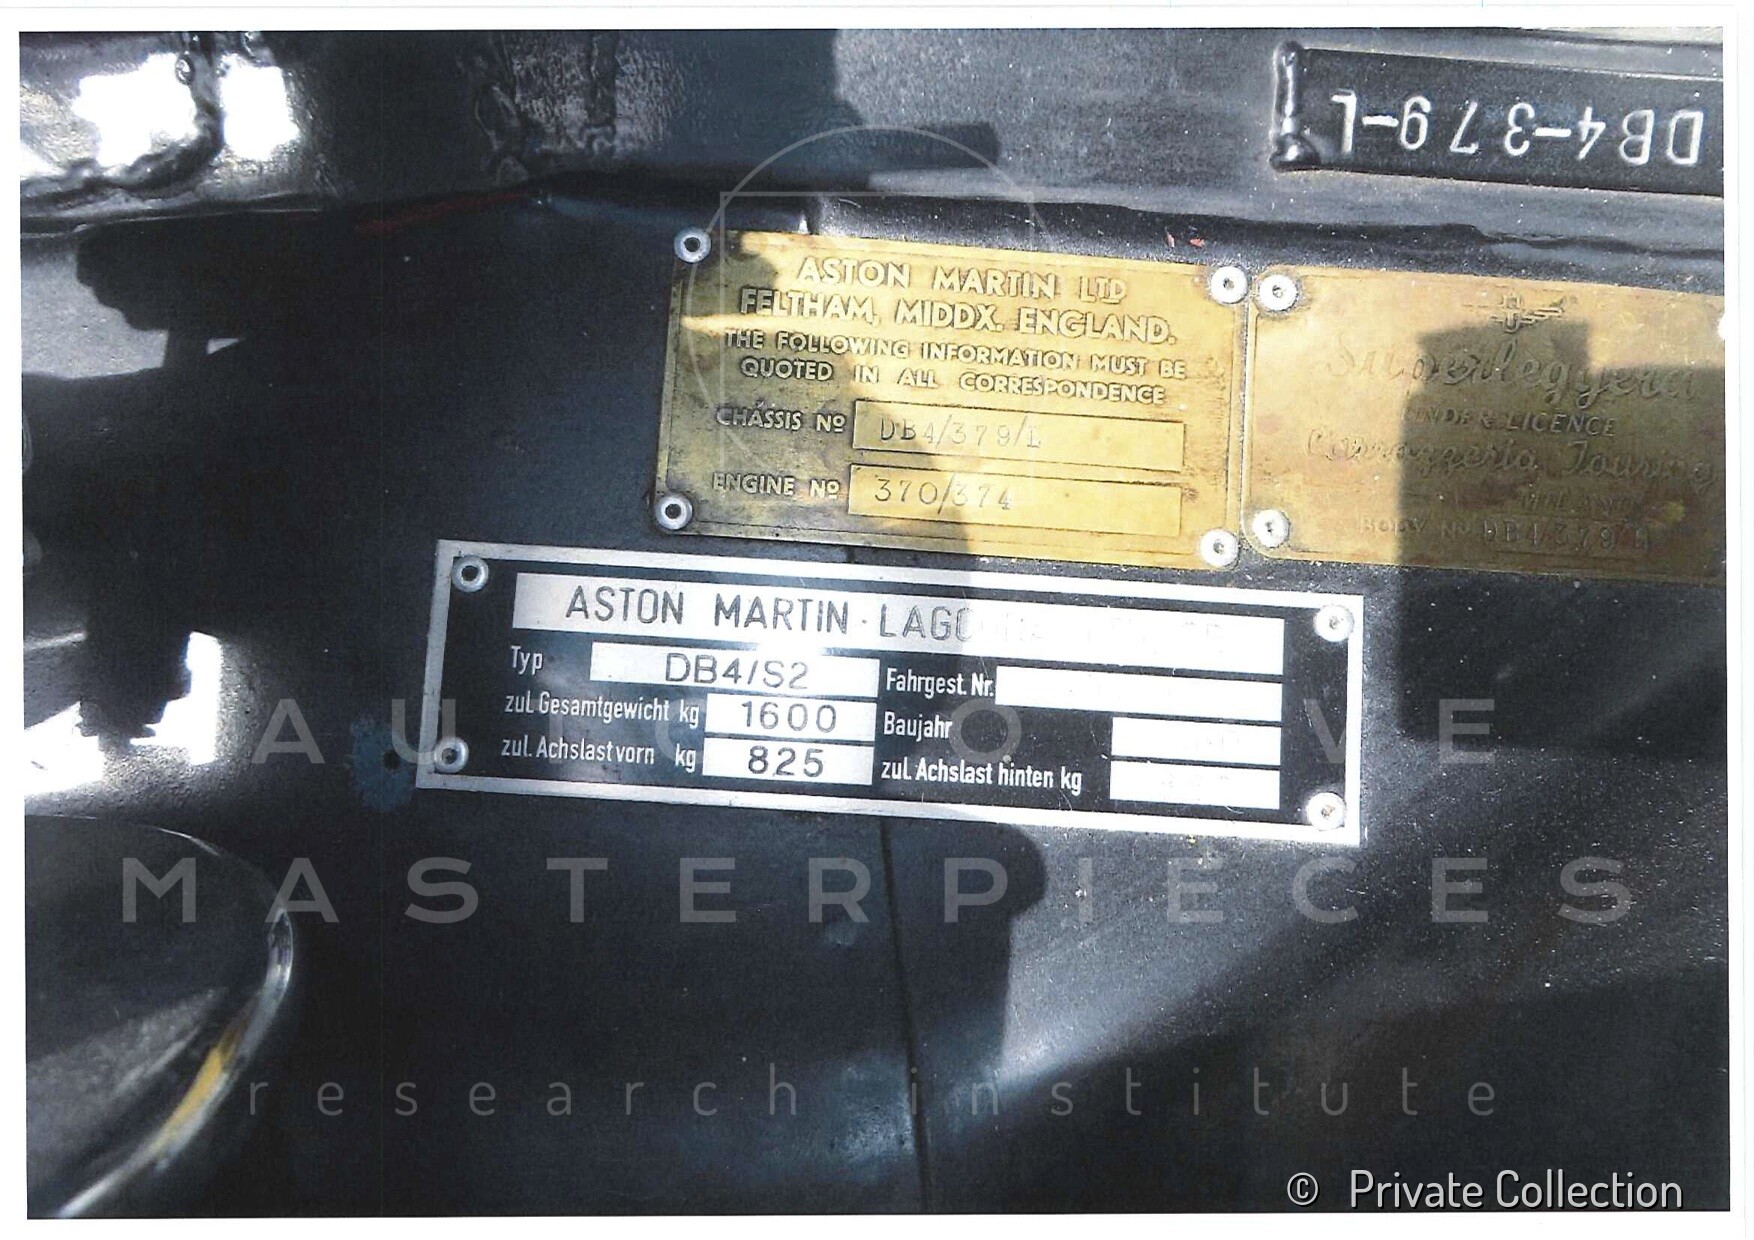 DB4-379-L
ASTON MARTIN LTD
FELTHAM, MIDDX. ENGLAND.
THE FOLLOWING INFORMATION MUST BE
QUOTED IN ALL CORRESPONDENCE
CHASSIS No DB4/379/L
ENGINE No 370/374
Superleggera
UNDER LICENCE
Carrozzeria Touring
MILANO
BODY No DB4/379/L
ASTON MARTIN · LAGONDA
Typ DB4/S2
zul. Gesamtgewicht kg 1600
zul. Achslast vorn kg 825
Fahrgest. Nr.
Baujahr
zul. Achslast hinten kg
AUTOMOTIVE
MASTERPIECES
research institute
© Private Collection